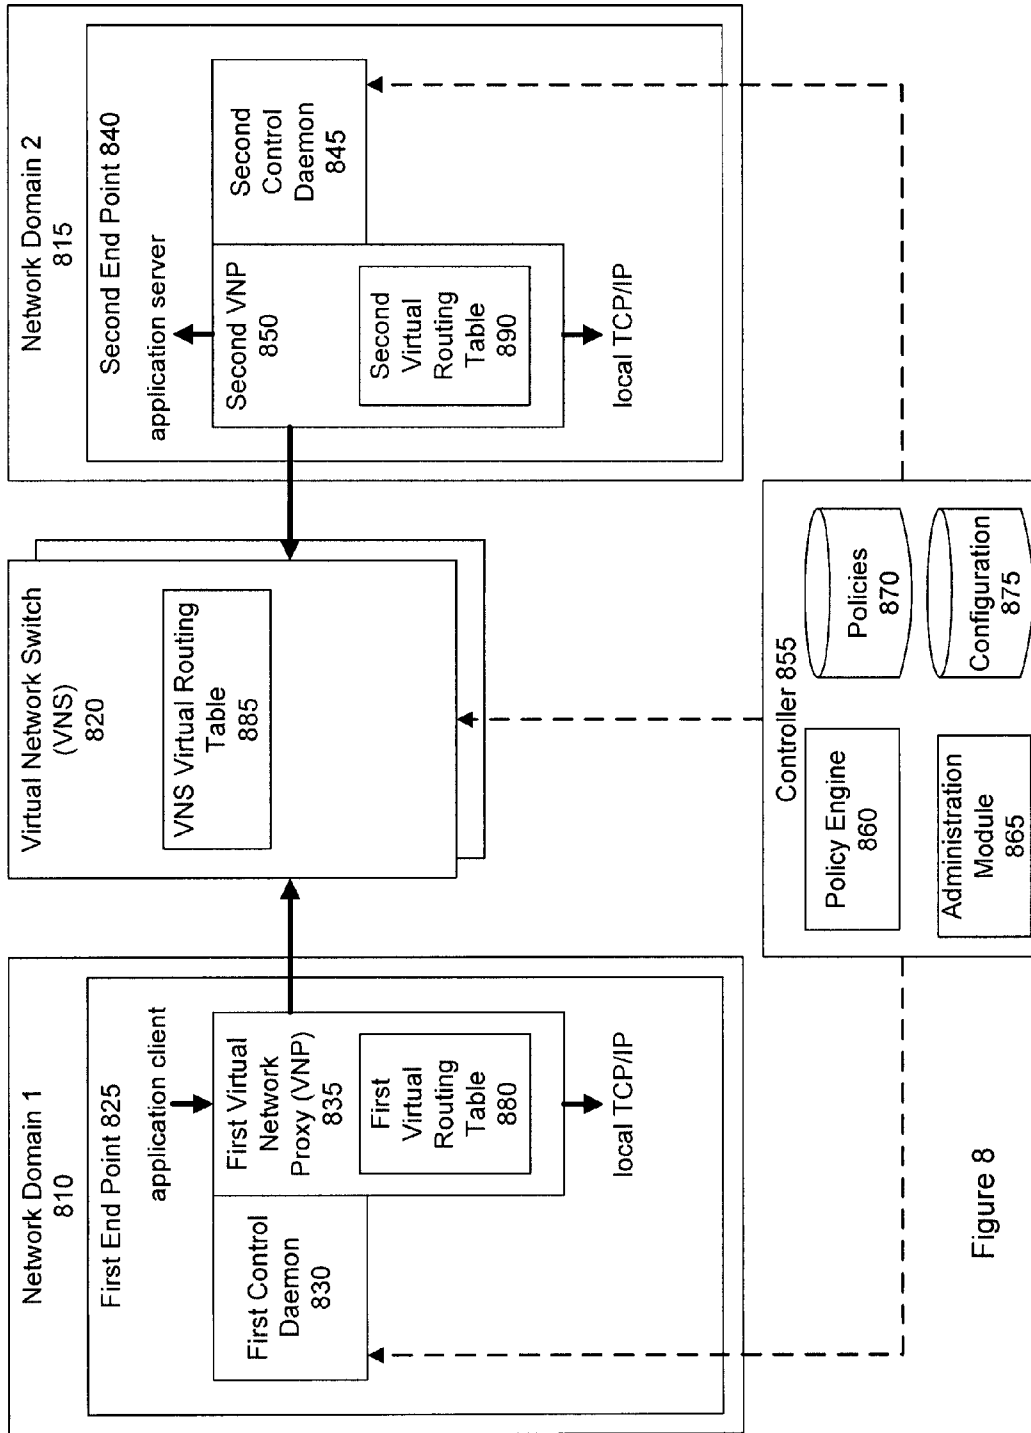 Network Domain 1
810
First End Point 825
application client
First Control
Daemon
830
First Virtual
Network
Proxy (VNP)
835
First
Virtual
Routing
Table
880
local TCP/IP
Virtual Network Switch
(VNS)
820
VNS Virtual Routing
Table
885
Network Domain 2
815
Second End Point 840
application server
Second VNP
850
Second
Virtual
Routing
Table
890
Second
Control
Daemon
845
local TCP/IP
Controller 855
Policy Engine
860
Policies
870
Administration
Module
865
Configuration
875
Figure 8